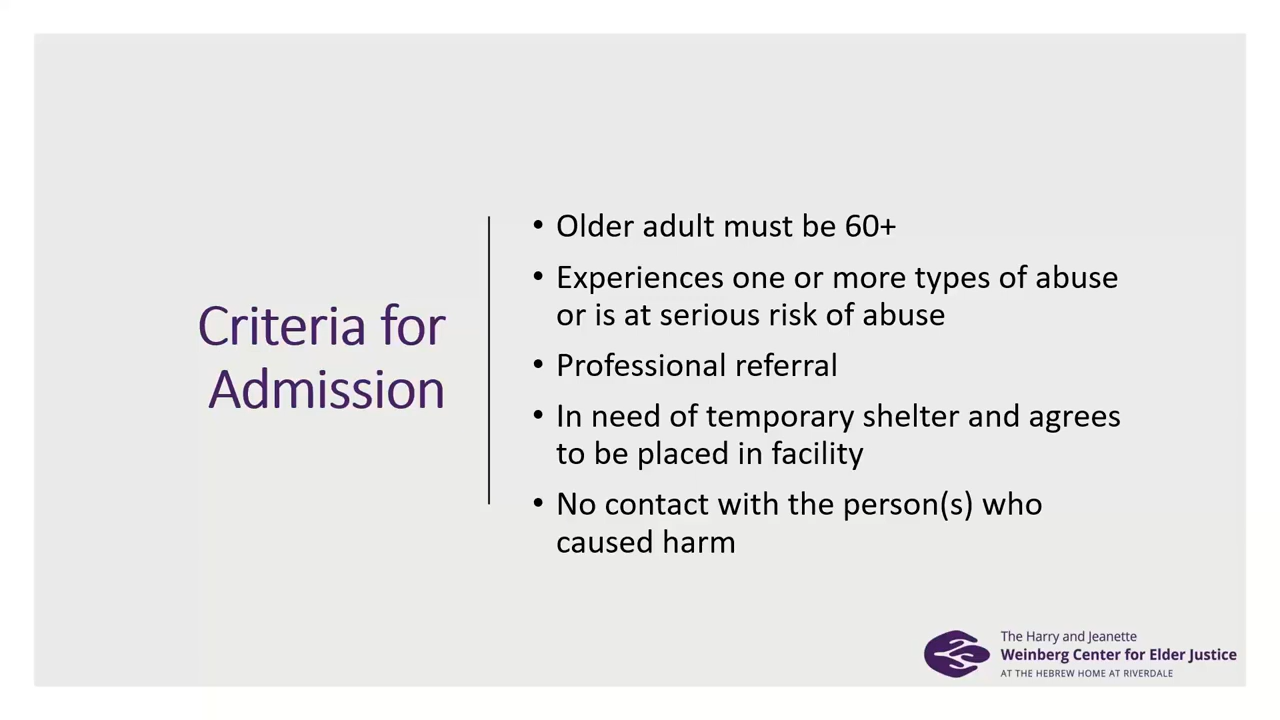 Criteria for
Admission
• Older adult must be 60+
• Experiences one or more types of abuse
or is at serious risk of abuse
• Professional referral
• In need of temporary shelter and agrees
to be placed in facility
• No contact with the person(s) who
caused harm
The Harry and Jeanette
Weinberg Center for Elder Justice
AT THE HEBREW HOME AT RIVERDALE